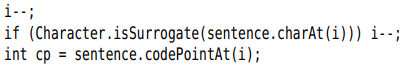 i--;
if (Character.isSurrogate(sentence.charAt(i))) i--;
int cp = sentence.codePointAt(i);